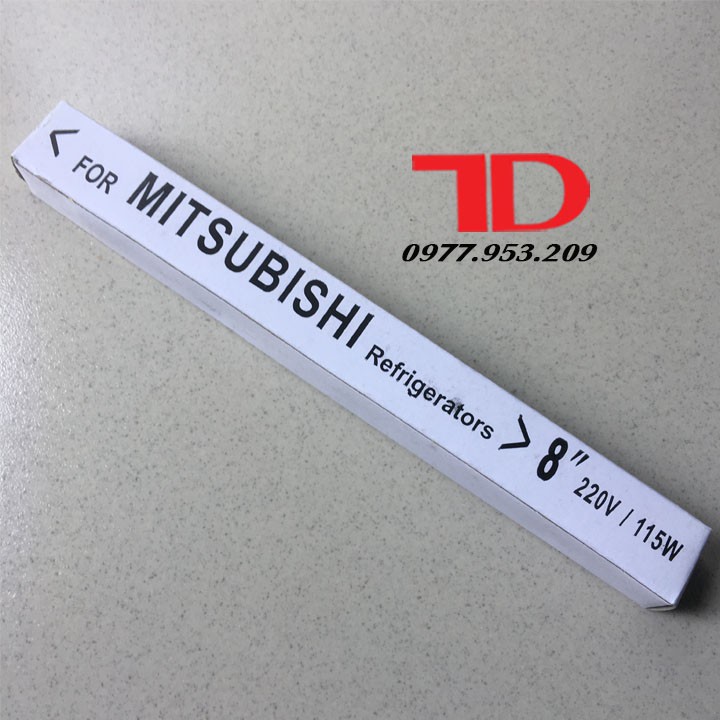 < FOR MITSUBISHI Refrigerators > 8" 220V / 115W
TD
0977.953.209